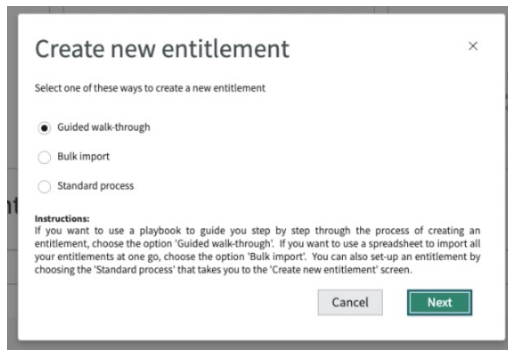 Create new entitlement
Select one of these ways to create a new entitlement
Guided walk-through
Bulk import
Standard process
Instructions:
If you want to use a playbook to guide you step by step through the process of creating an
entitlement, choose the option 'Guided walk-through'. If you want to use a spreadsheet to import all
your entitlements at one go, choose the option 'Bulk import'. You can also set-up an entitlement by
choosing the 'Standard process' that takes you to the 'Create new entitlement' screen.
Cancel
Next